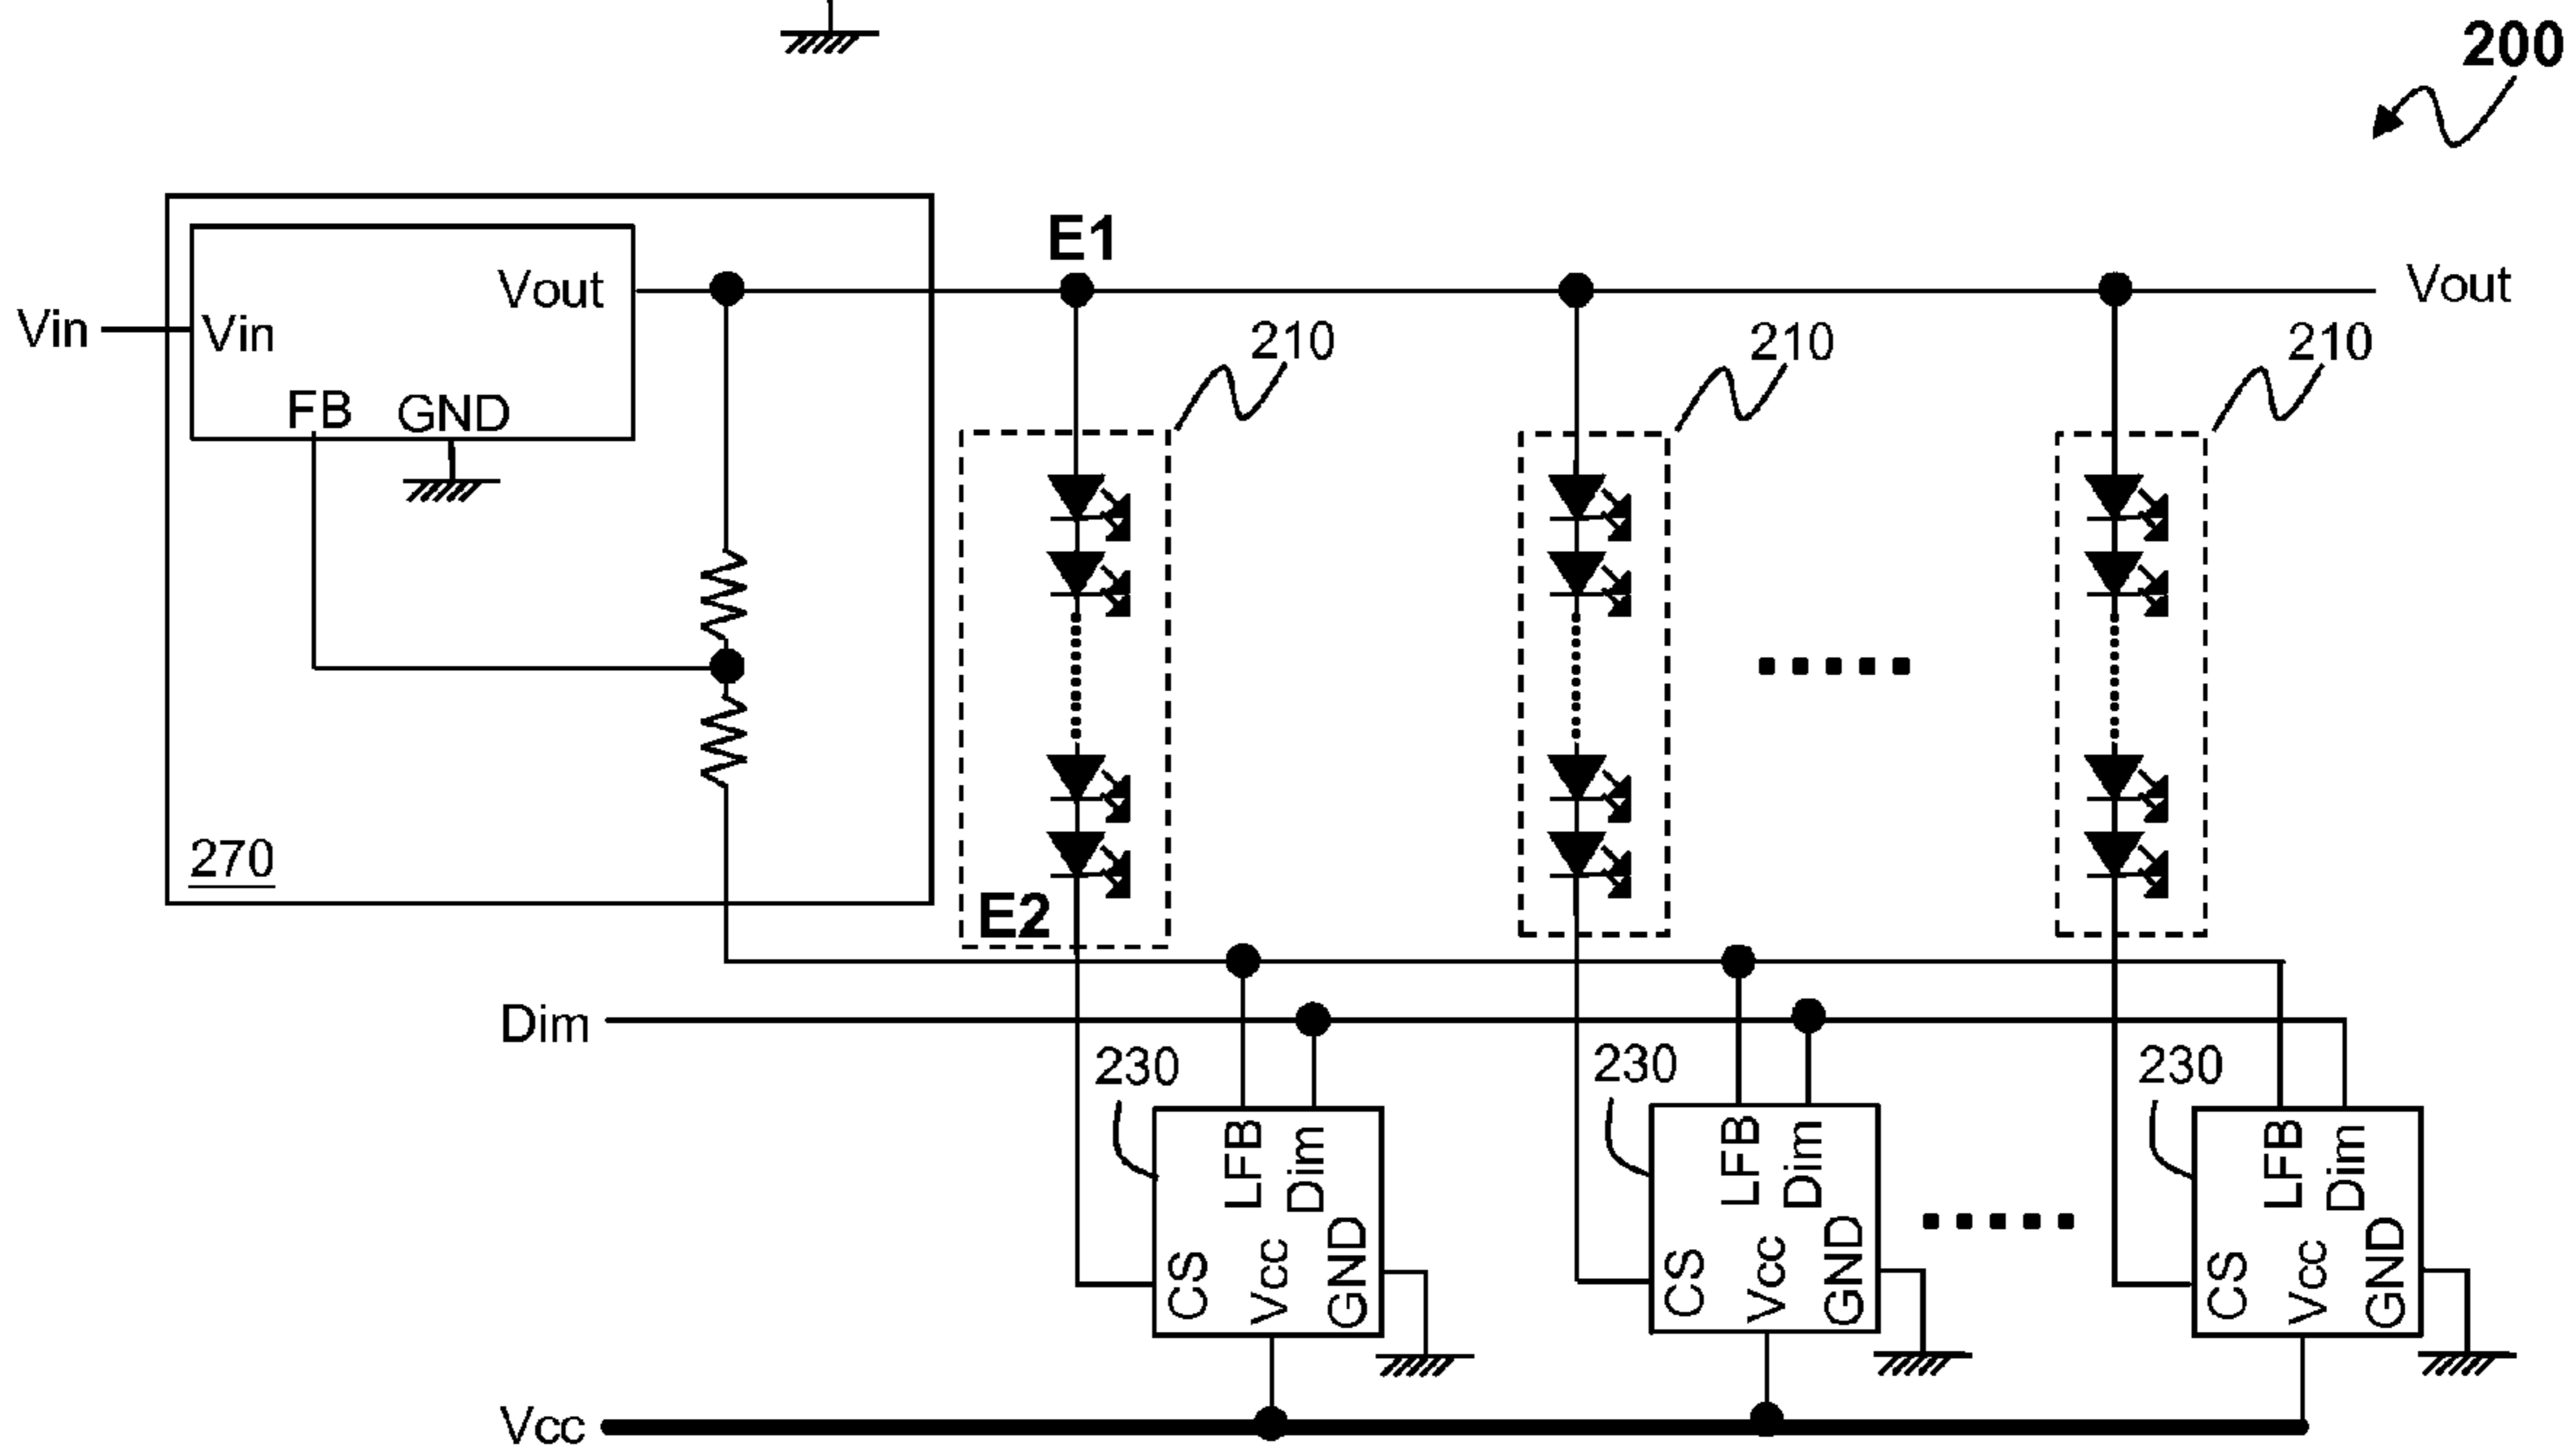 200
E1
Vout
Vout
Vin
Vin
210
210
210
FB
GND
270
E2
Dim
230
230
230
LFB
Dim
CS
Vcc
GND
LFB
Dim
CS
Vcc
GND
LFB
Dim
CS
Vcc
GND
Vcc